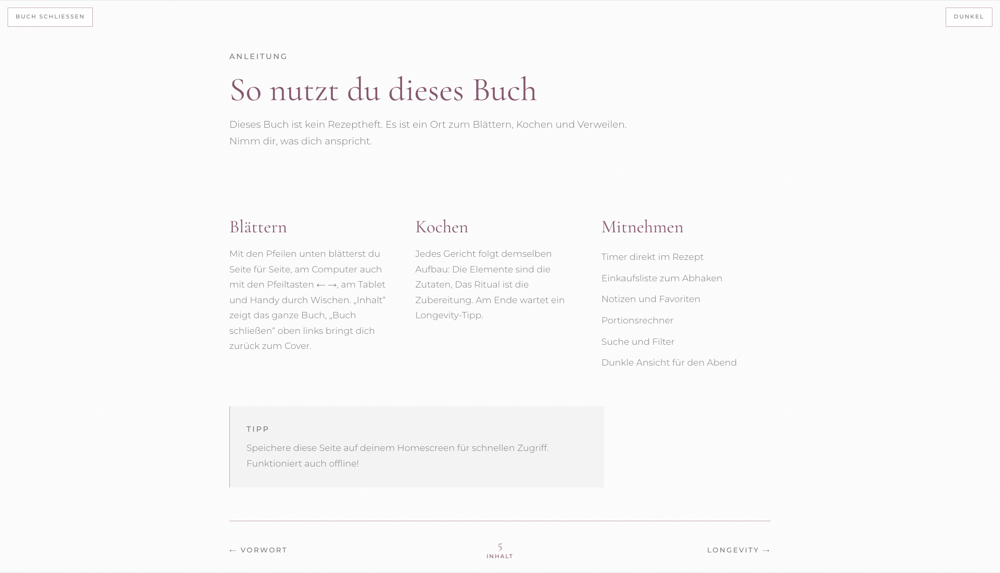 BUCH SCHLIESSEN
DUNKEL
ANLEITUNG
So nutzt du dieses Buch
Dieses Buch ist kein Rezeptheft. Es ist ein Ort zum Blättern, Kochen und Verweilen.
Nimm dir, was dich anspricht.
Blättern
Mit den Pfeilen unten blätterst du
Seite für Seite, am Computer auch
mit den Pfeiltasten ← →, am Tablet
und Handy durch Wischen. „Inhalt“
zeigt das ganze Buch, „Buch
schließen“ oben links bringt dich
zurück zum Cover.
Kochen
Jedes Gericht folgt demselben
Aufbau: Die Elemente sind die
Zutaten, Das Ritual ist die
Zubereitung. Am Ende wartet ein
Longevity-Tipp.
Mitnehmen
Timer direkt im Rezept
Einkaufsliste zum Abhaken
Notizen und Favoriten
Portionsrechner
Suche und Filter
Dunkle Ansicht für den Abend
TIPP
Speichere diese Seite auf deinem Homescreen für schnellen Zugriff.
Funktioniert auch offline!
← VORWORT
5
INHALT
LONGEVITY →